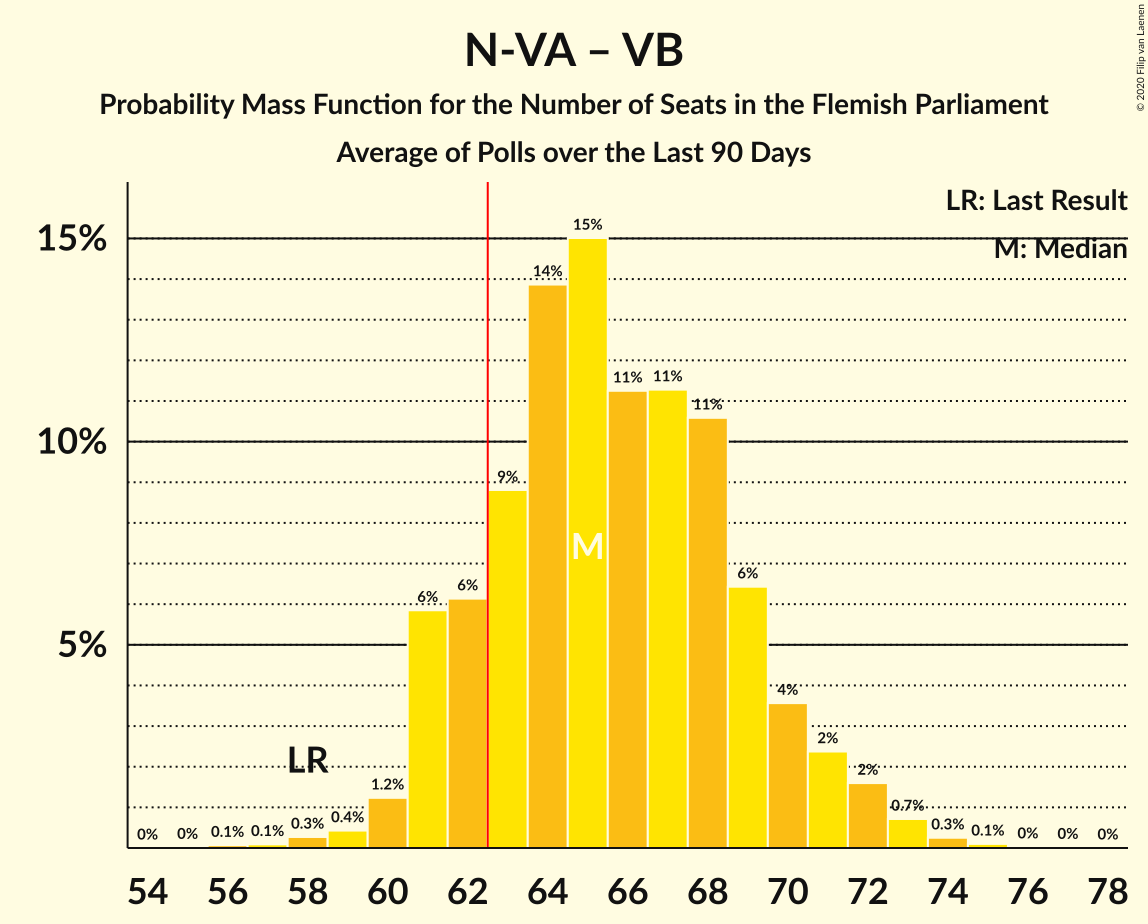 N-VA – VB
Probability Mass Function for the Number of Seats in the Flemish Parliament
Average of Polls over the Last 90 Days
© 2020 Filip van Laenen
LR: Last Result
M: Median
15%
10%
5%
0% 0% 0.1% 0.1% 0.3% 0.4% 1.2% 6% 6% 9% 14% 15% 11% 11% 11% 6% 4% 2% 2% 0.7% 0.3% 0.1% 0% 0% 0%
LR
M
54 56 58 60 62 64 66 68 70 72 74 76 78